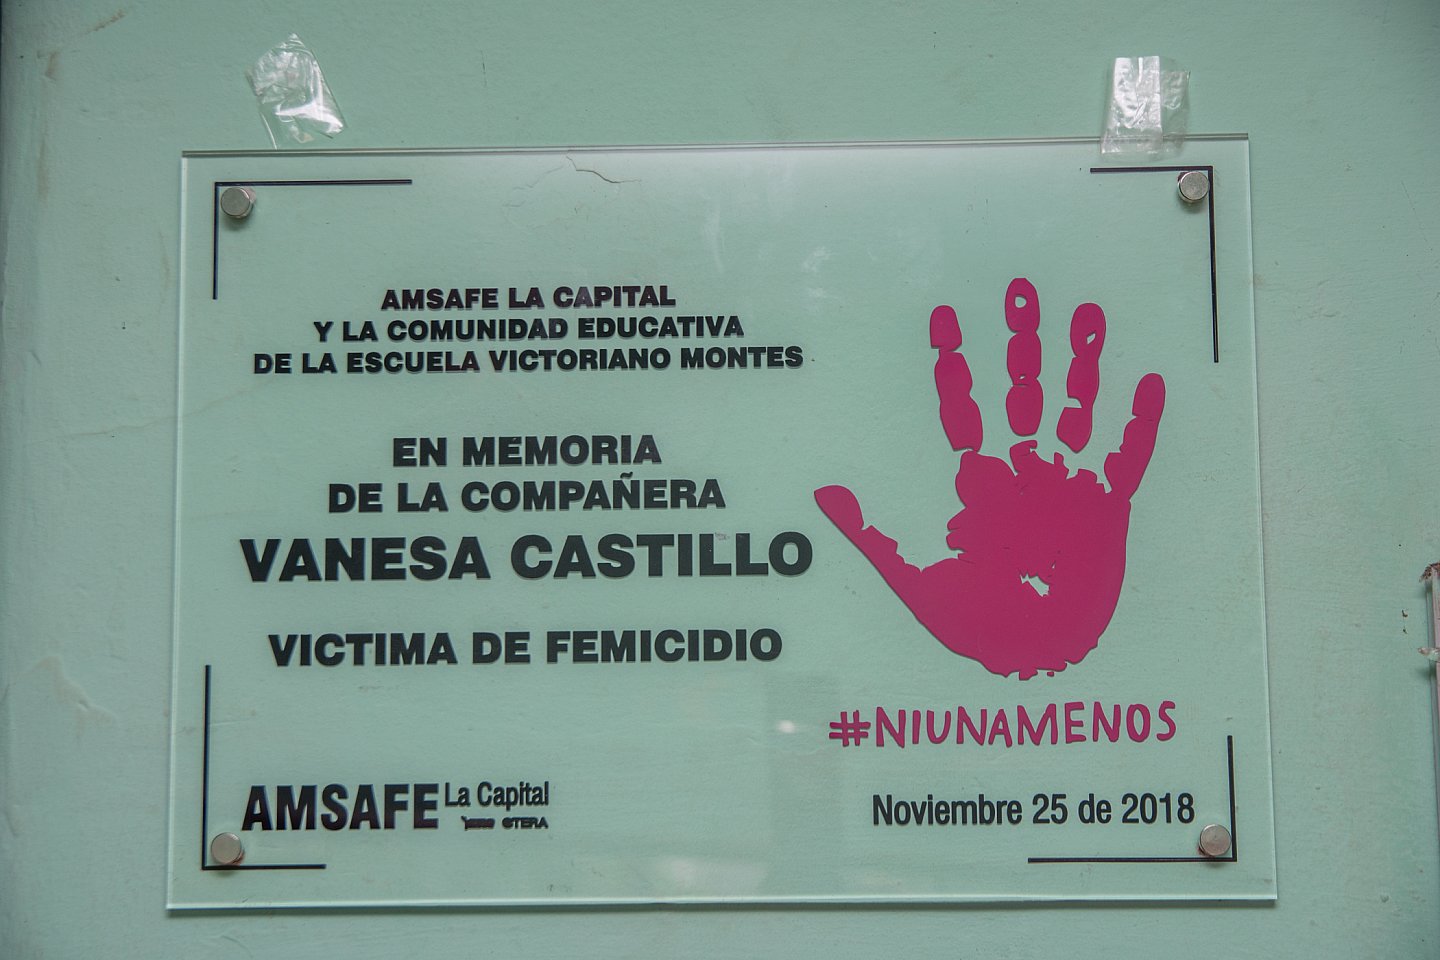 AMSAFE LA CAPITAL
Y LA COMUNIDAD EDUCATIVA
DE LA ESCUELA VICTORIANO MONTES
EN MEMORIA
DE LA COMPAÑERA
VANESA CASTILLO
VICTIMA DE FEMICIDIO
#NIUNAMENOS
AMSAFE La Capital
CTERA
Noviembre 25 de 2018